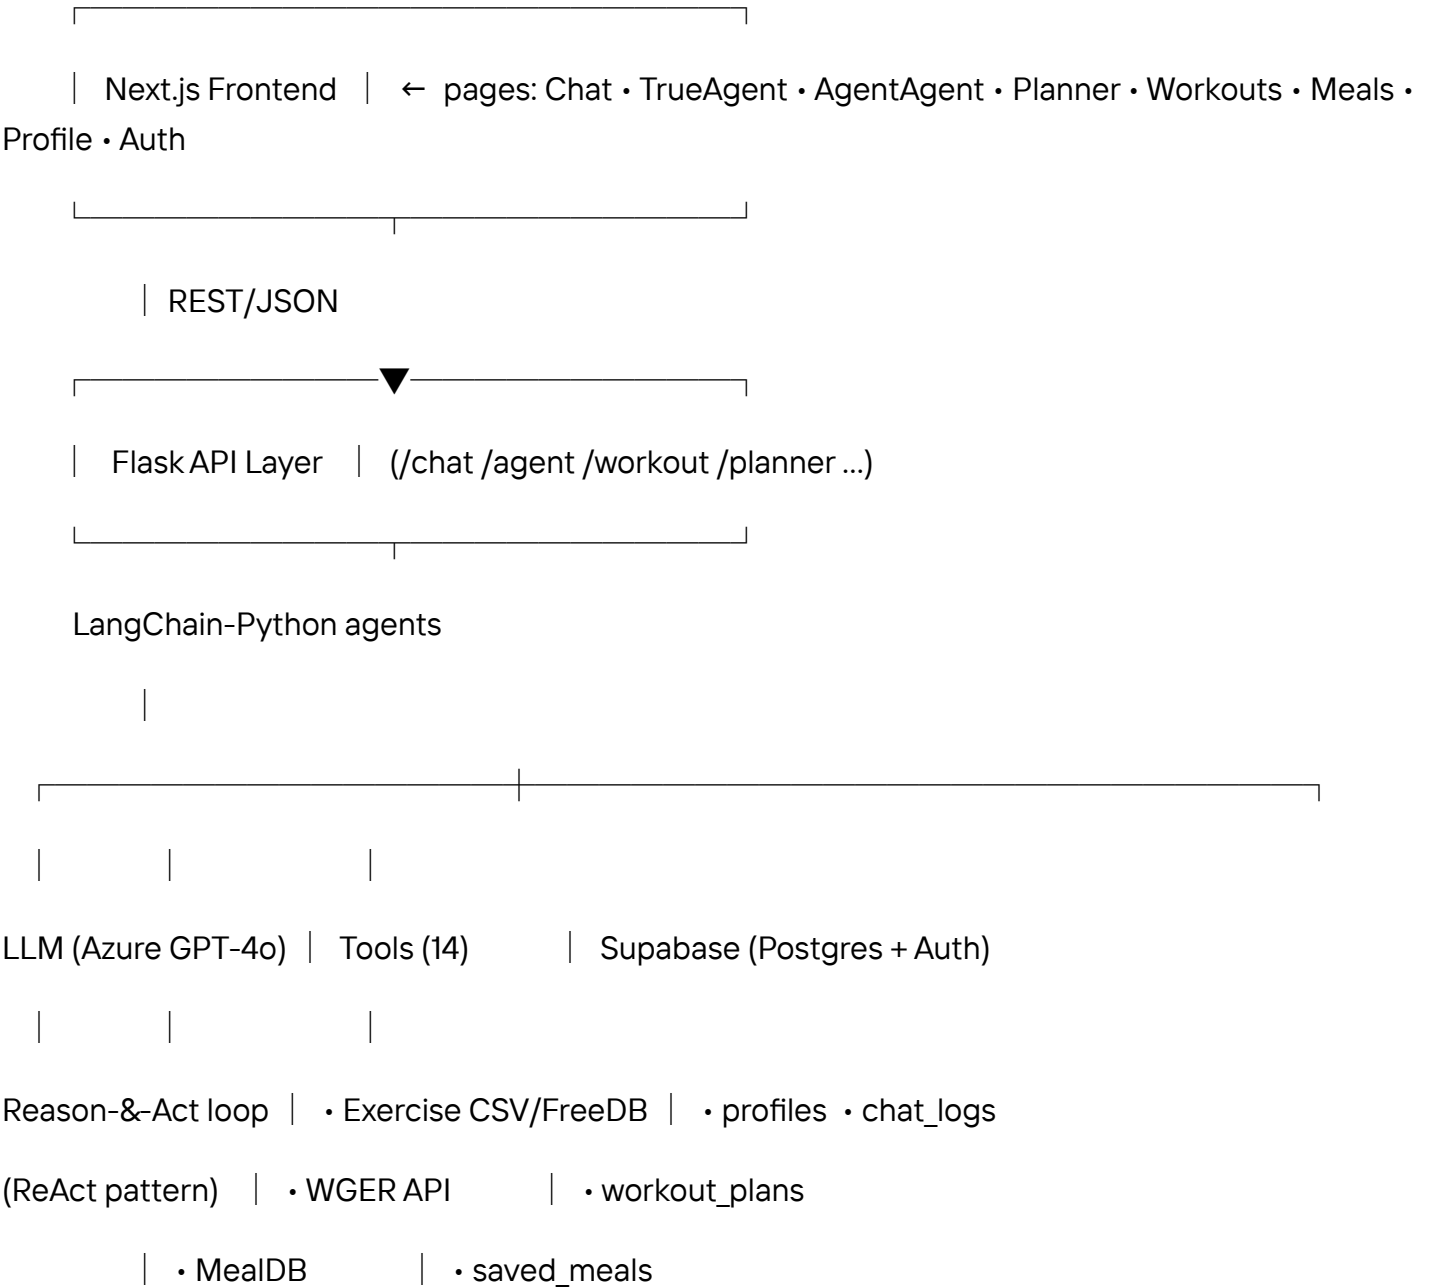 ┌─────────────────────┐
│ Next.js Frontend │ ← pages: Chat • TrueAgent • AgentAgent • Planner • Workouts • Meals •
Profile • Auth
└──────────┬──────────┘
│ REST/JSON
┌──────────▼──────────┐
│ Flask API Layer │ (/chat /agent /workout /planner ...)
└──────────┬──────────┘
LangChain-Python agents
│
┌───────────────┼─────────────────────────┐
│ │ │
LLM (Azure GPT-4o) │ Tools (14) │ Supabase (Postgres + Auth)
│ │ │
Reason-&-Act loop │ • Exercise CSV/FreeDB │ • profiles • chat_logs
(ReAct pattern) │ • WGER API │ • workout_plans
│ • MealDB │ • saved_meals